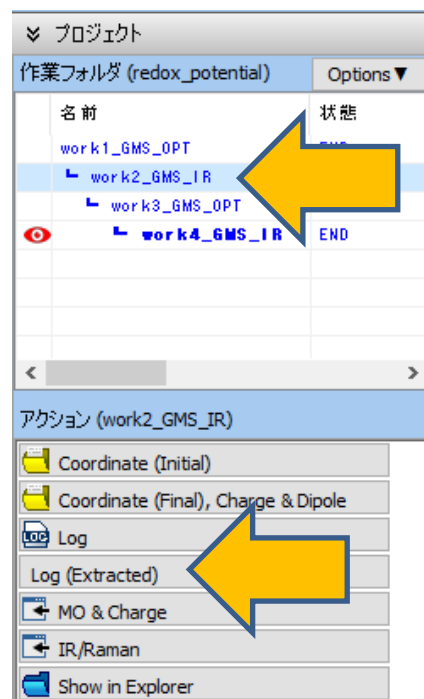 プロジェクト
作業フォルダ (redox_potential) Options▼
名前 状態
work1_GMS_OPT
work2_GMS_IR
work3_GMS_OPT
work4_GMS_IR END
アクション (work2_GMS_IR)
Coordinate (Initial)
Coordinate (Final), Charge & Dipole
LOG Log
Log (Extracted)
MO & Charge
IR/Raman
Show in Explorer